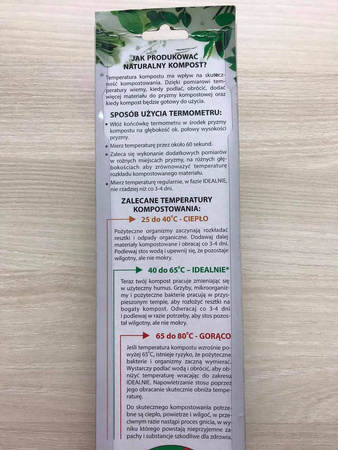 JAK PRODUKOWAĆ
NATURALNY KOMPOST?
Temperatura kompostu ma wpływ na skutecz-
ność kompostowania. Dzięki pomiarowi tem-
peratury wiemy, kiedy podlać, obrócić, dodać
więcej materiału do pryzmy kompostowej oraz
kiedy kompost będzie gotowy do użycia.
SPOSÓB UŻYCIA TERMOMETRU:
• Włóż końcówkę termometru w środek pryzmy
kompostu na głębokość ok. połowy wysokości
pryzmy.
• Mierz temperaturę przez około 60 sekund.
• Zaleca się wykonanie dodatkowych pomiarów
w różnych miejscach pryzmy, na różnych głę-
bokościach aby zrównoważyć temperaturę
rozkładu kompostowanego materiału.
• Mierz temperaturę regularnie, w fazie IDEALNIE,
nie rzadziej niż co 3-4 dni.
ZALECANE TEMPERATURY
KOMPOSTOWANIA:
25 do 40°C - CIEPŁO
Pożyteczne organizmy zaczynają rozkładać
resztki i odpady organiczne. Dodawaj dalej
materiały kompostowane i obracaj co 3-4 dni.
Podlewaj stos wodą i upewnij się, że pozostaje
wilgotny, ale nie mokry.
40 do 65°C – IDEALNIE*
Teraz twój kompost pracuje zmieniając się
w użyteczny humus. Grzyby, mikroorganiz-
my i pożyteczne bakterie pracują w przy-
pieszonym tempie, aby rozłożyć resztki na
bogaty kompost. Odwracaj co 3-4 dni
i podlewaj w razie potrzeby, aby stos pozos-
tał wilgotny, ale nie mokry.
65 do 80°C - GORĄCO
Jeśli temperatura kompostu wzrośnie po-
wyżej 65°C, istnieje ryzyko, że pożyteczne
bakterie i organizmy zaczną wymierać.
Wystarczy podlać wodą i obrócić, aby ob-
niżyć temperaturę wracając do zakresu
IDEALNIE. Napowietrzanie stosu poprzez
jego obracanie skutecznie obniża tempe-
raturę.
Do skutecznego kompostowania potrze-
bne są ciepło, powietrze i wilgoć, w prze-
ciwnym razie nastąpi proces gnicia, w wy-
niku którego powstają nieprzyjemne za-
pachy i substancje szkodliwe dla zdrowia.